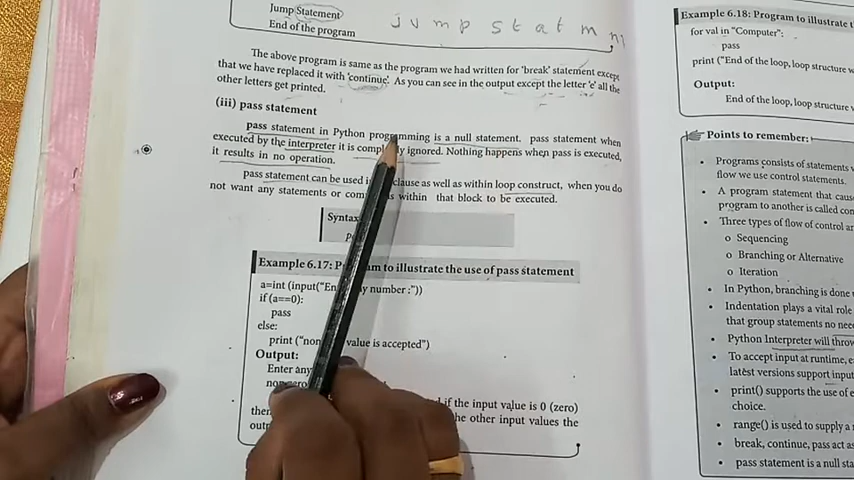 Jump Statement
End of the program
jump statm nt
The above program is same as the program we had written for 'break' statement except
that we have replaced it with 'continue'. As you can see in the output except the letter 'e' all the
other letters get printed.
(iii) pass statement
pass statement in Python programming is a null statement. pass statement when
executed by the interpreter it is completely ignored. Nothing happens when pass is executed,
it results in no operation.
pass statement can be used clause as well as within loop construct, when you do
not want any statements or within that block to be executed.
Syntax
Example 6.17: to illustrate the use of pass statement
a=int (input("En number :"))
if (a==0):
pass
else:
print ("non value is accepted")
Output:
Enter any
if the input value is 0 (zero)
the other input values the
Example 6.18: Program to illustrate t
for val in "Computer":
pass
print ("End of the loop, loop structure w
Output:
End of the loop, loop structure w
Points to remember:
• Programs consists of statements
flow we use control statements.
• A program statement that caus
program to another is called con
• Three types of flow of control ar
o Sequencing
o Branching or Alternative
o Iteration
• In Python, branching is done
• Indentation plays a vital role
that group statements no nee
• Python Interpreter will throw
• To accept input at runtime, e
latest versions support input
• print() supports the use of e
choice.
• range() is used to supply a
• break, continue, pass act as
• pass statement is a null sta